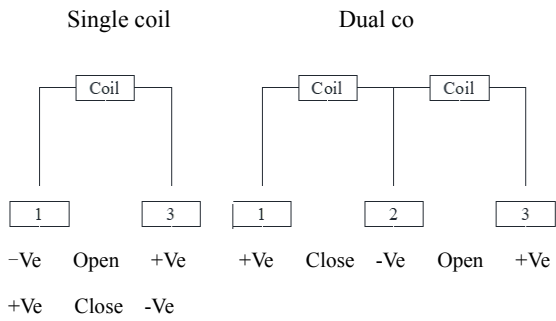 Single coil Dual co
Coil Coil Coil
1 3 1 2 3
-Ve Open +Ve +Ve Close -Ve Open +Ve
+Ve Close -Ve